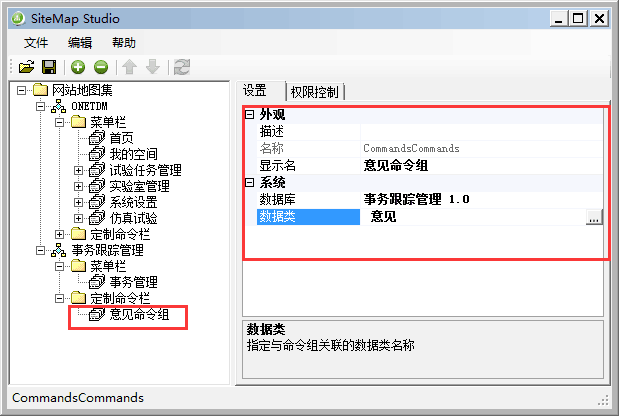 SiteMap Studio
文件 编辑 帮助
网站地图集
ONETDM
菜单栏
首页
我的空间
试验任务管理
实验室管理
系统设置
仿真试验
定制命令栏
事务跟踪管理
菜单栏
事务管理
定制命令栏
意见命令组
设置 权限控制
外观
描述
名称 CommandsCommands
显示名 意见命令组
系统
数据库 事务跟踪管理 1.0
数据类 意见 ...
数据类
指定与命令组关联的数据类名称
CommandsCommands